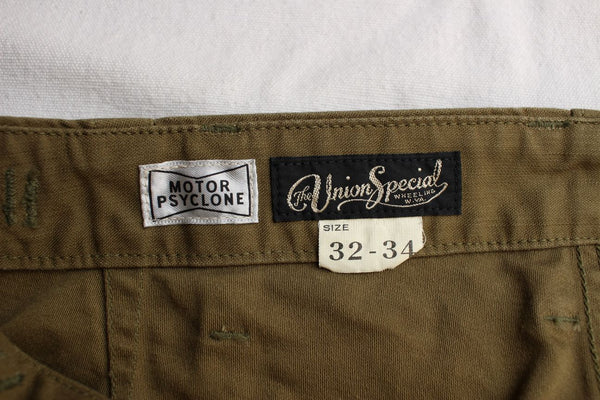 MOTOR
PSYCLONE
The Union Special
WHEELING
W.VA.
SIZE
32-34